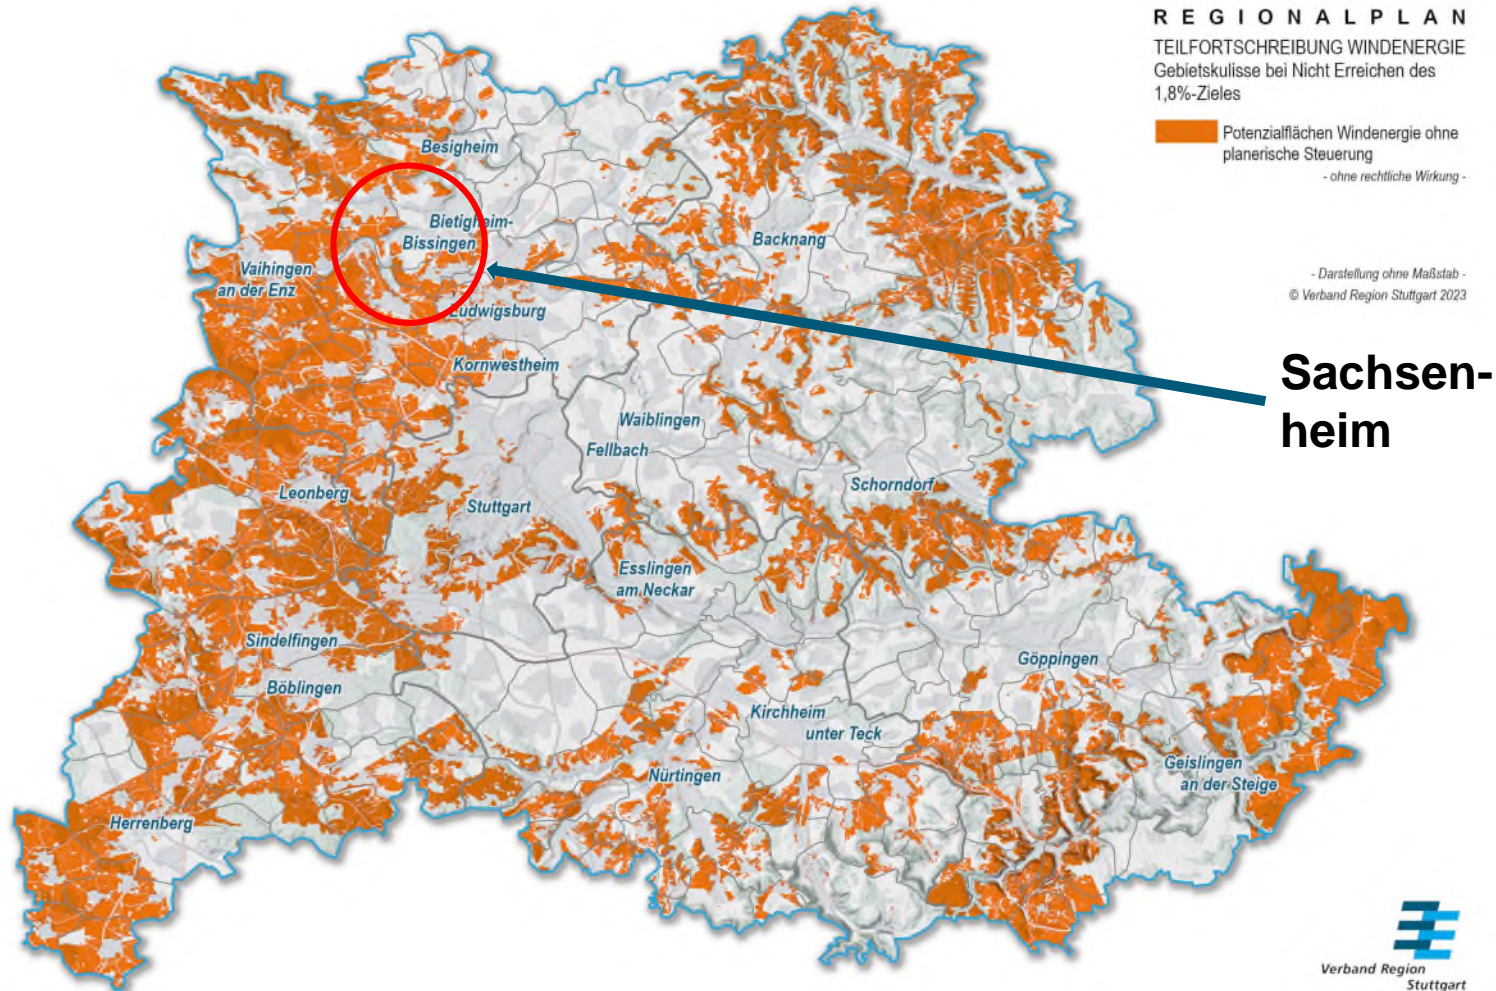 REGIONALPLAN
TEILFORTSCHREIBUNG WINDENERGIE
Gebietskulisse bei Nicht Erreichen des
1,8%-Zieles
Potenzialflächen Windenergie ohne
planerische Steuerung
- ohne rechtliche Wirkung -
- Darstellung ohne Maßstab -
© Verband Region Stuttgart 2023
Sachsen-
heim
Besigheim
Bietigheim-
Bissingen
Backnang
Vaihingen
an der Enz
Ludwigsburg
Kornwestheim
Waiblingen
Fellbach
Schorndorf
Leonberg
Stuttgart
Esslingen
am Neckar
Sindelfingen
Göppingen
Böblingen
Kirchheim
unter Teck
Nürtingen
Geislingen
an der Steige
Herrenberg
Verband Region
Stuttgart